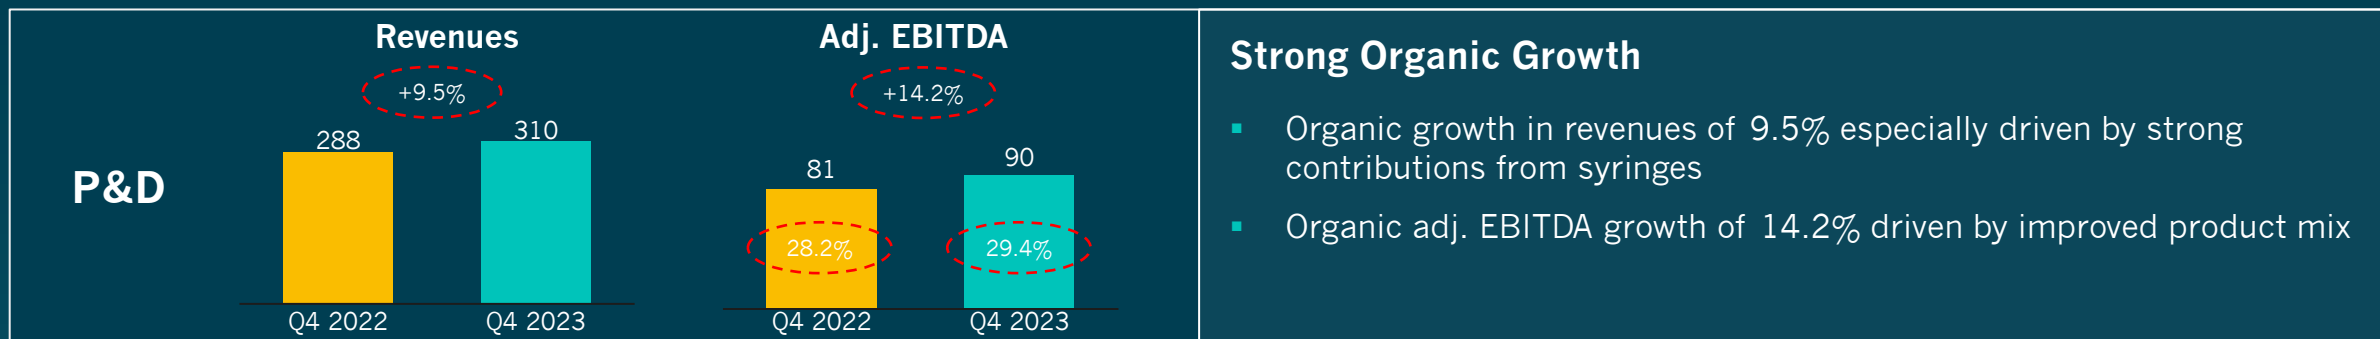 P&D
Revenues
+9.5%
288
310
Q4 2022
Q4 2023
Adj. EBITDA
+14.2%
81
90
28.2%
29.4%
Q4 2022
Q4 2023
Strong Organic Growth
▪ Organic growth in revenues of 9.5% especially driven by strong
contributions from syringes
▪ Organic adj. EBITDA growth of 14.2% driven by improved product mix